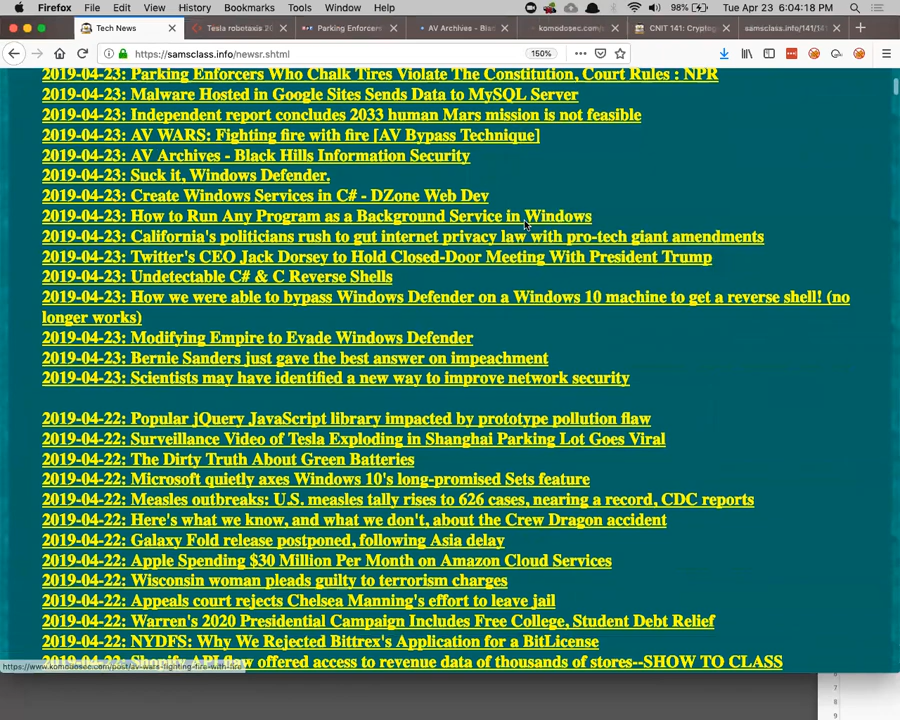 Firefox File Edit View History Bookmarks Tools Window Help 98% Tue Apr 23 6:04:18 PM
Tech News Tesla robotaxis 20 Parking Enforcers AV Archives - Blac komodosec.com/ CNIT 141: Cryptog samsclass.info/141/14
https://samsclass.info/newsr.shtml 150%
2019-04-23: Parking Enforcers Who Chalk Tires Violate The Constitution, Court Rules : NPR
2019-04-23: Malware Hosted in Google Sites Sends Data to MySQL Server
2019-04-23: Independent report concludes 2033 human Mars mission is not feasible
2019-04-23: AV WARS: Fighting fire with fire [AV Bypass Technique]
2019-04-23: AV Archives - Black Hills Information Security
2019-04-23: Suck it, Windows Defender.
2019-04-23: Create Windows Services in C# - DZone Web Dev
2019-04-23: How to Run Any Program as a Background Service in Windows
2019-04-23: California's politicians rush to gut internet privacy law with pro-tech giant amendments
2019-04-23: Twitter's CEO Jack Dorsey to Hold Closed-Door Meeting With President Trump
2019-04-23: Undetectable C# & C Reverse Shells
2019-04-23: How we were able to bypass Windows Defender on a Windows 10 machine to get a reverse shell! (no
longer works)
2019-04-23: Modifying Empire to Evade Windows Defender
2019-04-23: Bernie Sanders just gave the best answer on impeachment
2019-04-23: Scientists may have identified a new way to improve network security
2019-04-22: Popular jQuery JavaScript library impacted by prototype pollution flaw
2019-04-22: Surveillance Video of Tesla Exploding in Shanghai Parking Lot Goes Viral
2019-04-22: The Dirty Truth About Green Batteries
2019-04-22: Microsoft quietly axes Windows 10's long-promised Sets feature
2019-04-22: Measles outbreaks: U.S. measles tally rises to 626 cases, nearing a record, CDC reports
2019-04-22: Here's what we know, and what we don't, about the Crew Dragon accident
2019-04-22: Galaxy Fold release postponed, following Asia delay
2019-04-22: Apple Spending $30 Million Per Month on Amazon Cloud Services
2019-04-22: Wisconsin woman pleads guilty to terrorism charges
2019-04-22: Appeals court rejects Chelsea Manning's effort to leave jail
2019-04-22: Warren's 2020 Presidential Campaign Includes Free College, Student Debt Relief
2019-04-22: NYDFS: Why We Rejected Bittrex's Application for a BitLicense
2019-04-22: Shopify API flaw offered access to revenue data of thousands of stores--SHOW TO CLASS
https://www.komodosec.com/post/av-wars-fighting-fire-with-fire
8
9